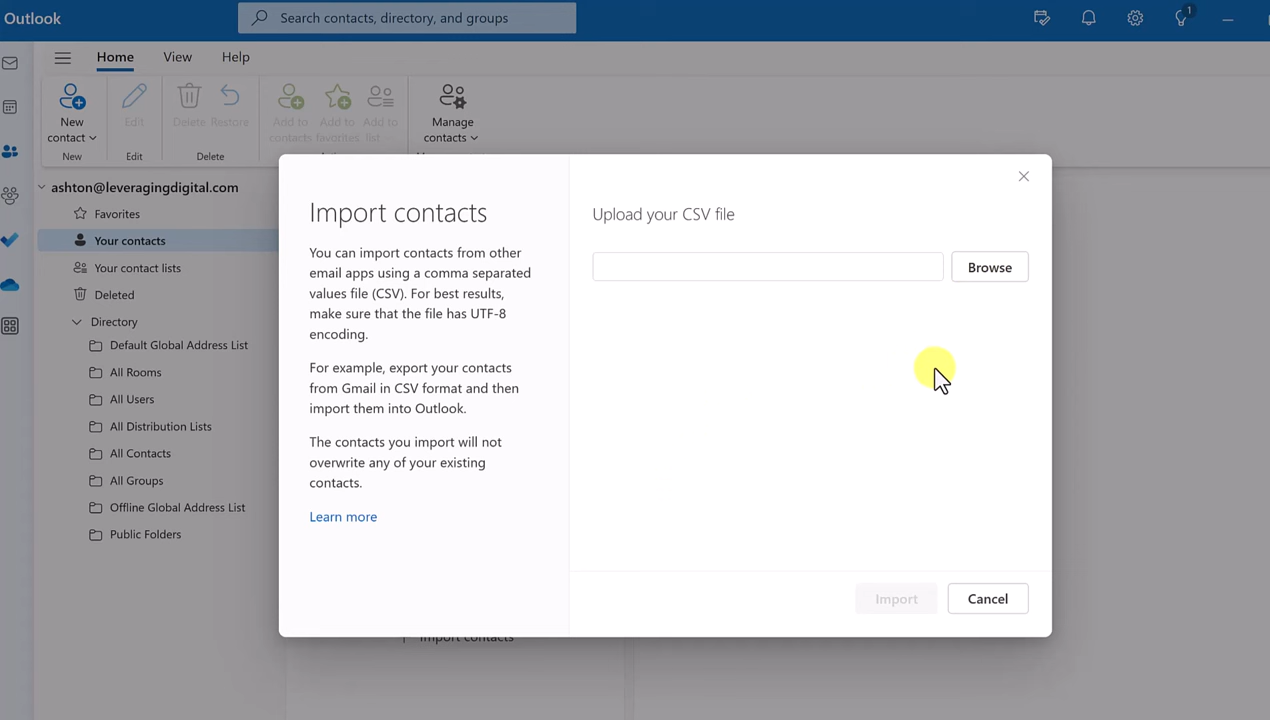 Outlook
Search contacts, directory, and groups
1
Home View Help
New contact
Edit
Delete Restore
Add to contacts
Add to favorites
Add to list
Manage contacts
New
Edit
Delete
ashton@leveragingdigital.com
Favorites
Your contacts
Your contact lists
Deleted
Directory
Default Global Address List
All Rooms
All Users
All Distribution Lists
All Contacts
All Groups
Offline Global Address List
Public Folders
Import contacts
You can import contacts from other
email apps using a comma separated
values file (CSV). For best results,
make sure that the file has UTF-8
encoding.
For example, export your contacts
from Gmail in CSV format and then
import them into Outlook.
The contacts you import will not
overwrite any of your existing
contacts.
Learn more
Upload your CSV file
Browse
Import
Cancel
Import contacts